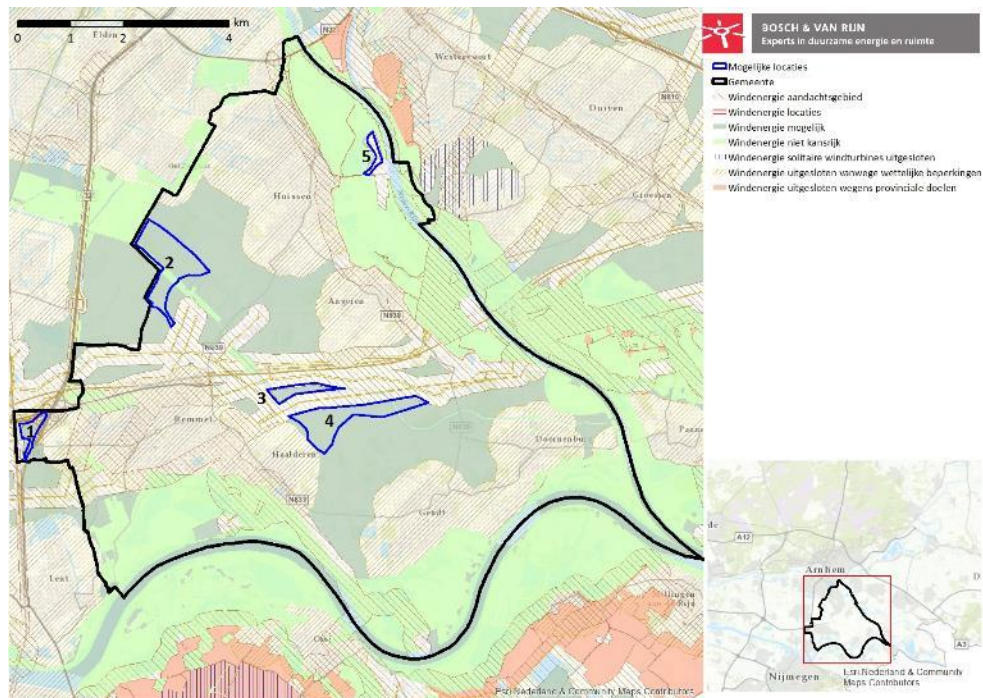 km
0 1 2 4
BOSCH & VAN RIJN
Experts in duurzame energie en ruimte
Mogelijke locaties
Gemeente
Windenergie aandachtsgebied
Windenergie locaties
Windenergie mogelijk
Windenergie niet kansrijk
Windenergie solitaire windturbines uitgesloten
Windenergie uitgesloten vanwege wettelijke beperkingen
Windenergie uitgesloten wegens provinciale doelen
Elden
Westervoort
Duiven
N810
5
Huissen
Groessen
2
Angeren
N838
N839
3
4
1
Bemmel
Haalderen
Doornenburg
N839
Gendt
Lent
Esri Nederland & Community Maps Contributors
A12
Arnhem
A3
Nijmegen
Esri Nederland & Community
Maps Contributors